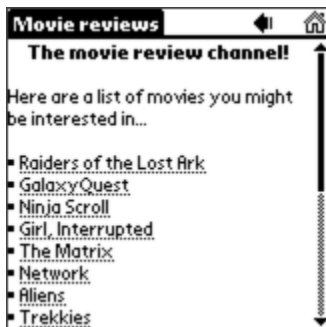 Movie reviews
The movie review channel!
Here are a list of movies you might
be interested in...
Raiders of the Lost Ark
GalaxyQuest
Ninja Scroll
Girl, Interrupted
The Matrix
Network
Aliens
Trekkies